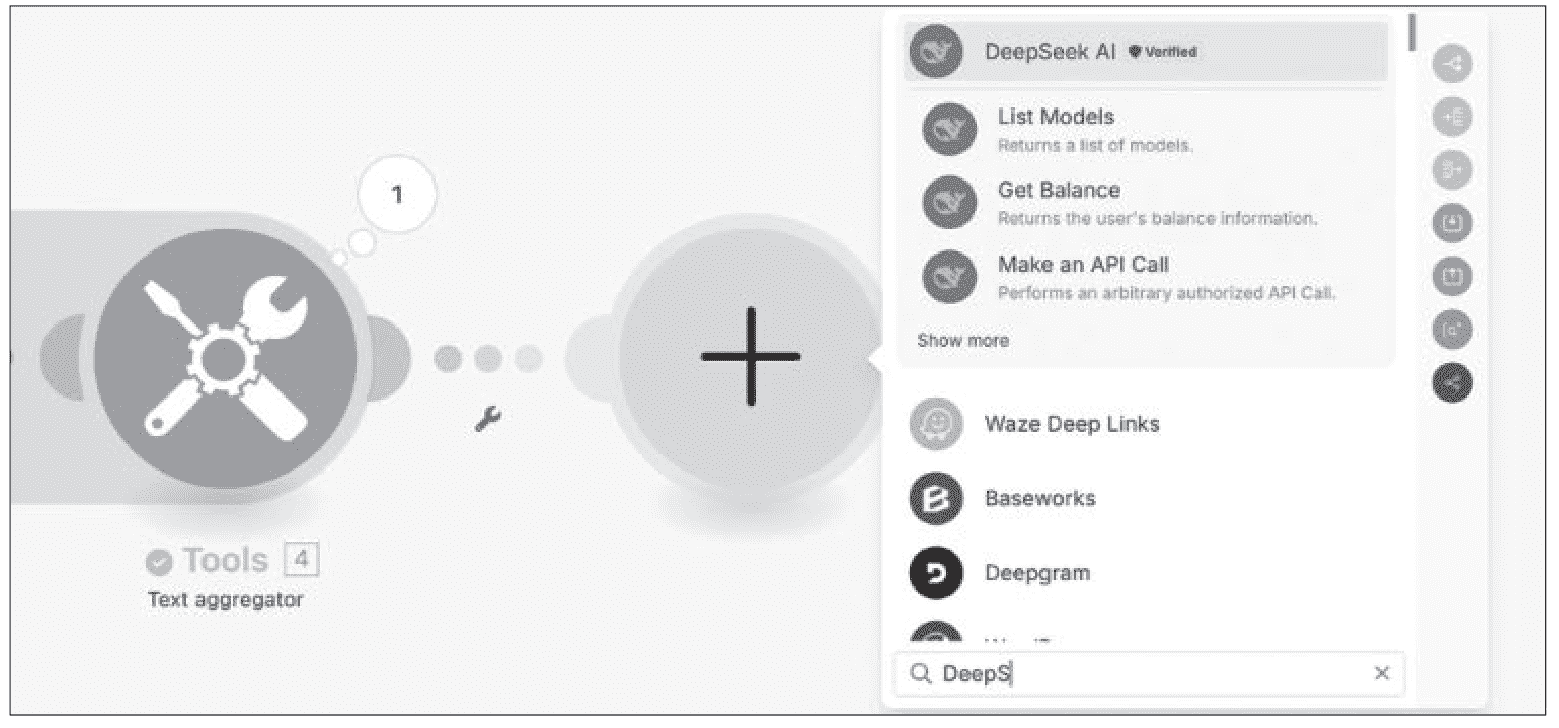 DeepSeek AI Verified
List Models
Returns a list of models.
Get Balance
Returns the user's balance information.
Make an API Call
Performs an arbitrary authorized API Call.
Show more
Waze Deep Links
Baseworks
Deepgram
DeepS
1
Tools 4
Text aggregator